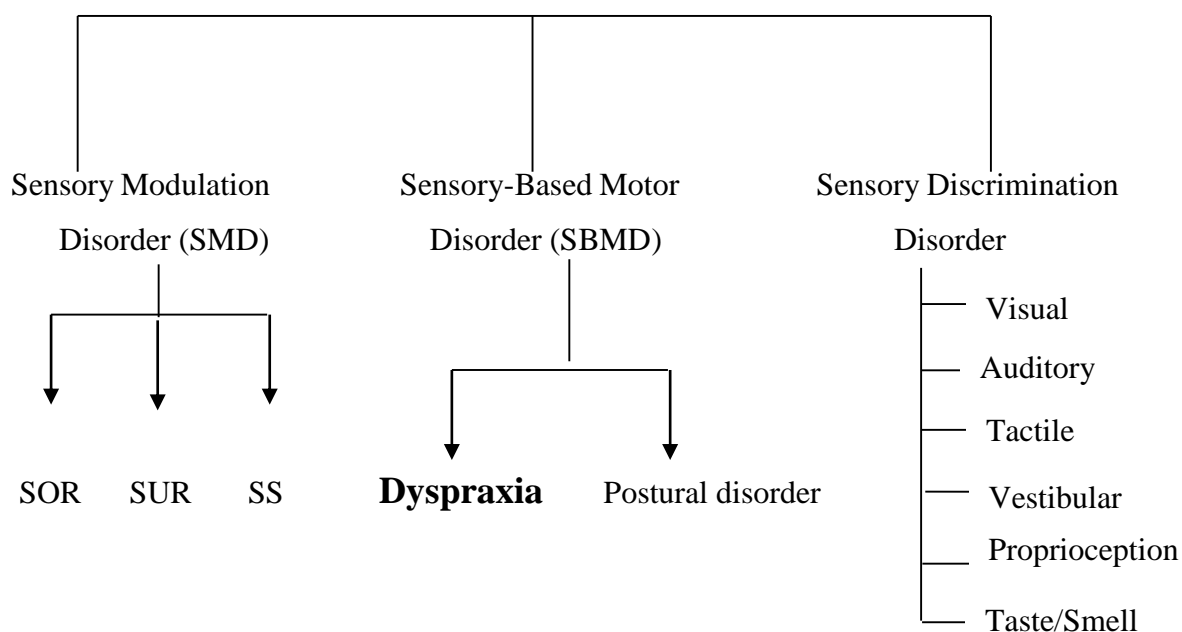 Sensory Modulation
Disorder (SMD)
Sensory-Based Motor
Disorder (SBMD)
Sensory Discrimination
Disorder
SOR
SUR
SS
Dyspraxia
Postural disorder
Visual
Auditory
Tactile
Vestibular
Proprioception
Taste/Smell